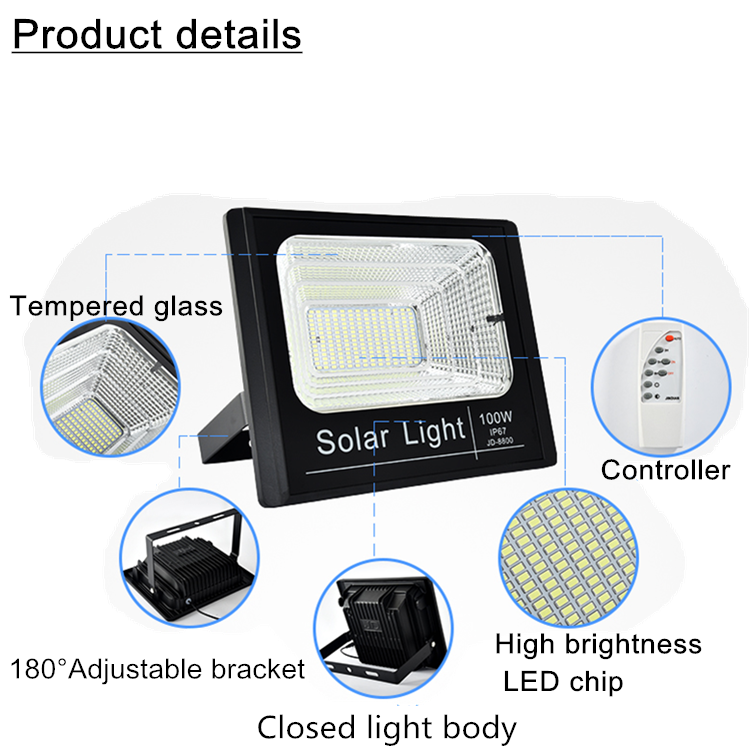 Product details
Tempered glass
Solar Light
100W
IP67
JD-8800
Controller
High brightness
LED chip
180°Adjustable bracket
Closed light body